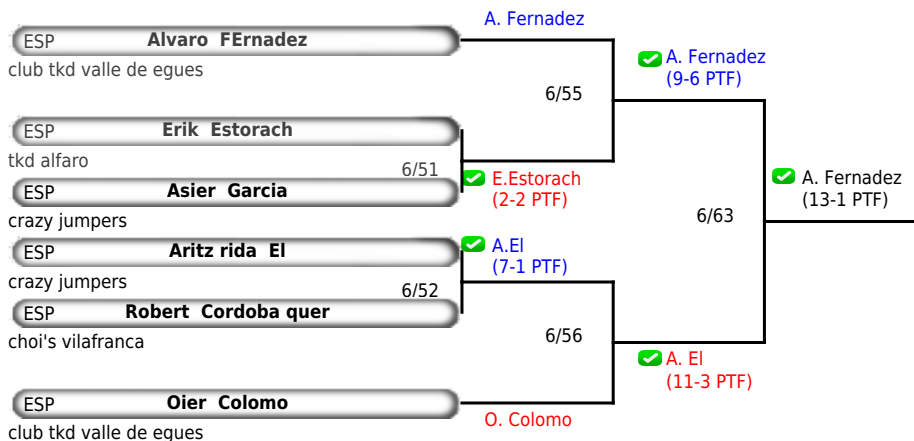 A. Fernadez
ESP Alvaro FErnadez
club tkd valle de egues
A. Fernadez
(9-6 PTF)
6/55
ESP Erik Estorach
tkd alfaro
6/51
E.Estorach
(2-2 PTF)
ESP Asier Garcia
crazy jumpers
A. Fernadez
(13-1 PTF)
6/63
ESP Aritz rida El
crazy jumpers
A.El
(7-1 PTF)
6/52
ESP Robert Cordoba quer
choi's vilafranca
6/56
A. El
(11-3 PTF)
ESP Oier Colomo
club tkd valle de egues
O. Colomo